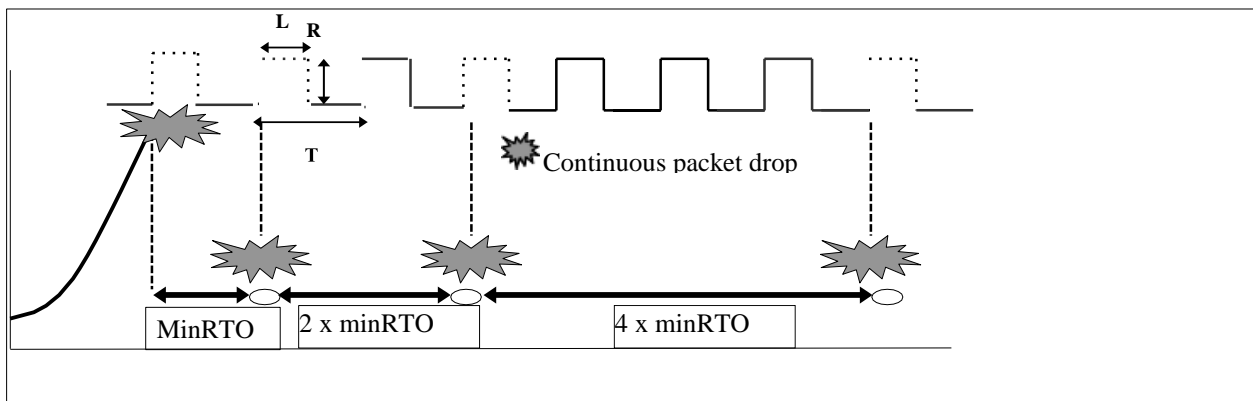 L
R
T
Continuous packet drop
MinRTO
2 x minRTO
4 x minRTO